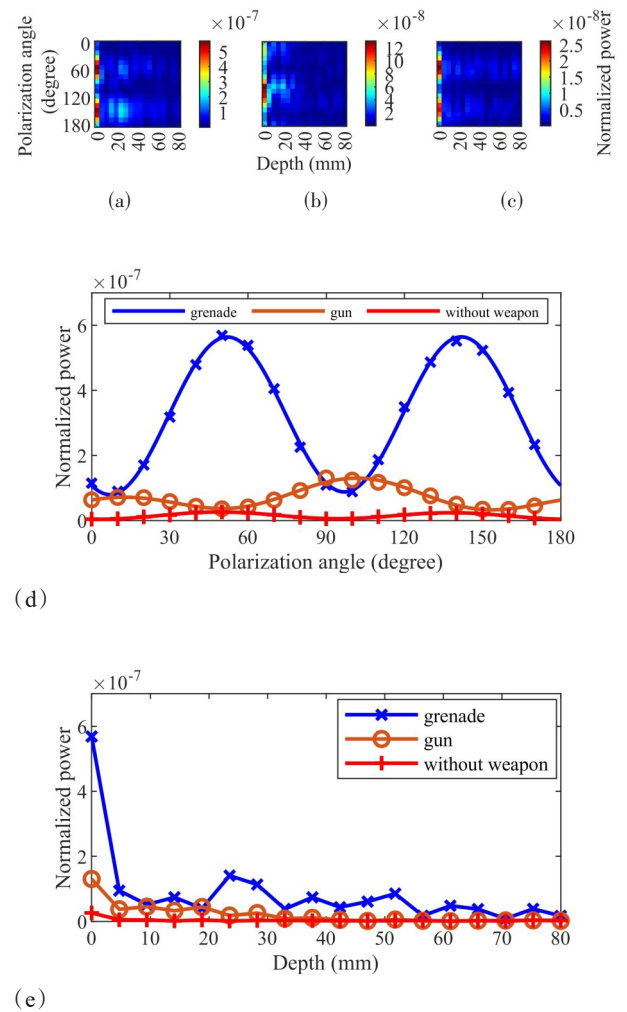 ×10⁻⁷ ×10⁻⁸ ×10⁻⁸
Polarization angle
(degree)
0
60
120
180
0 20 40 60 80
5
4
3
2
1
0 20 40 60 80
12
10
8
6
4
2
0 20 40 60 80
2.5
2
1.5
1
0.5
Normalized power
Depth (mm)
(a) (b) (c)
×10⁻⁷
Normalized power
6
4
2
0
grenade gun without weapon
0 30 60 90 120 150 180
Polarization angle (degree)
(d)
×10⁻⁷
Normalized power
6
4
2
0
grenade
gun
without weapon
0 10 20 30 40 50 60 70 80
Depth (mm)
(e)